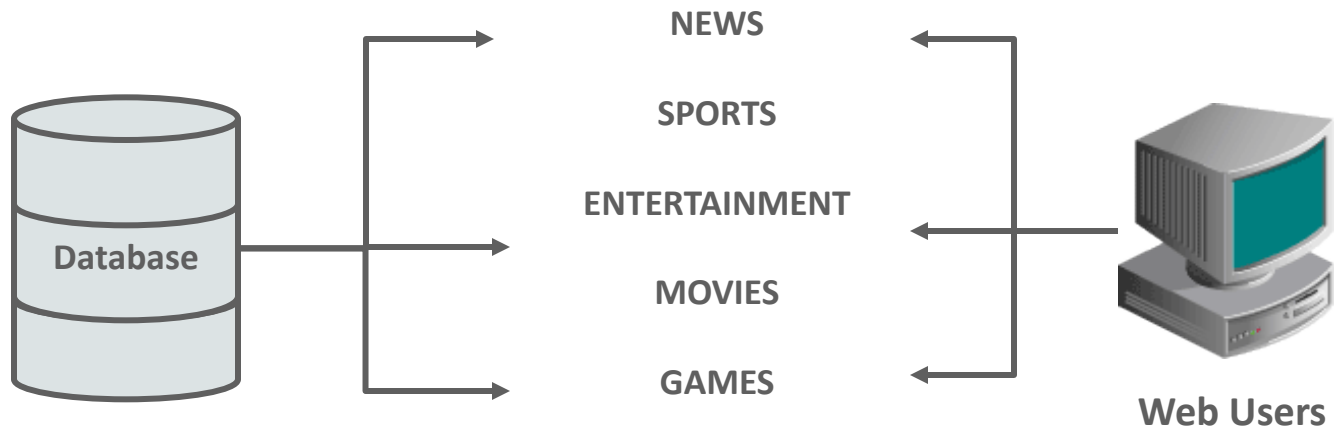 NEWS
SPORTS
ENTERTAINMENT
Database
MOVIES
GAMES
Web Users